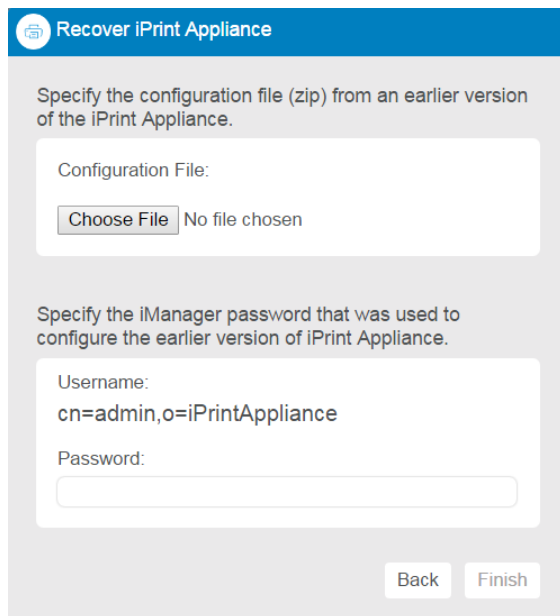 Recover iPrint Appliance
Specify the configuration file (zip) from an earlier version
of the iPrint Appliance.
Configuration File:
Choose File No file chosen
Specify the iManager password that was used to
configure the earlier version of iPrint Appliance.
Username:
cn=admin,o=iPrintAppliance
Password:
Back Finish